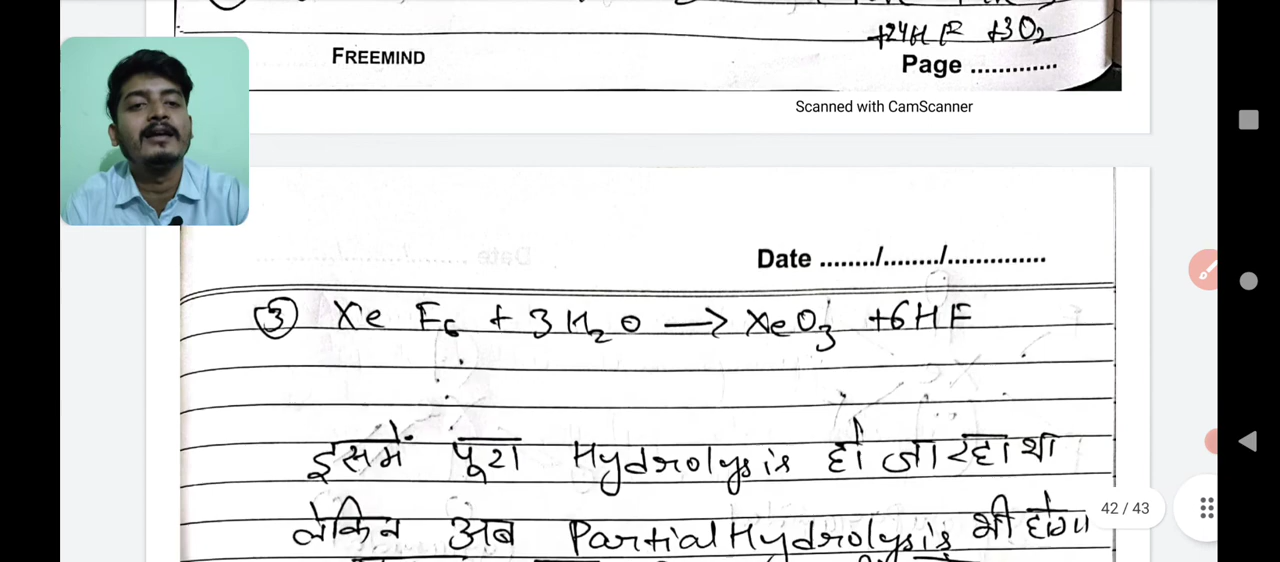 +24HF +3O2
FREEMIND
Page .............
Scanned with CamScanner
Date ......../......../..............
③ XeF6 + 3H2O → XeO3 +6HF
इसमें पूरा Hydrolysis हो जा रहा था
लेकिन अब Partial Hydrolysis भी होगा
42 / 43